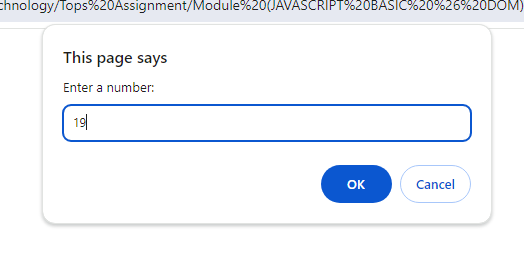 chnology/Tops%20Assignment/Module%20(JAVASCRIPT%20BASIC%20%26%20DOM)
This page says
Enter a number:
19
OK
Cancel